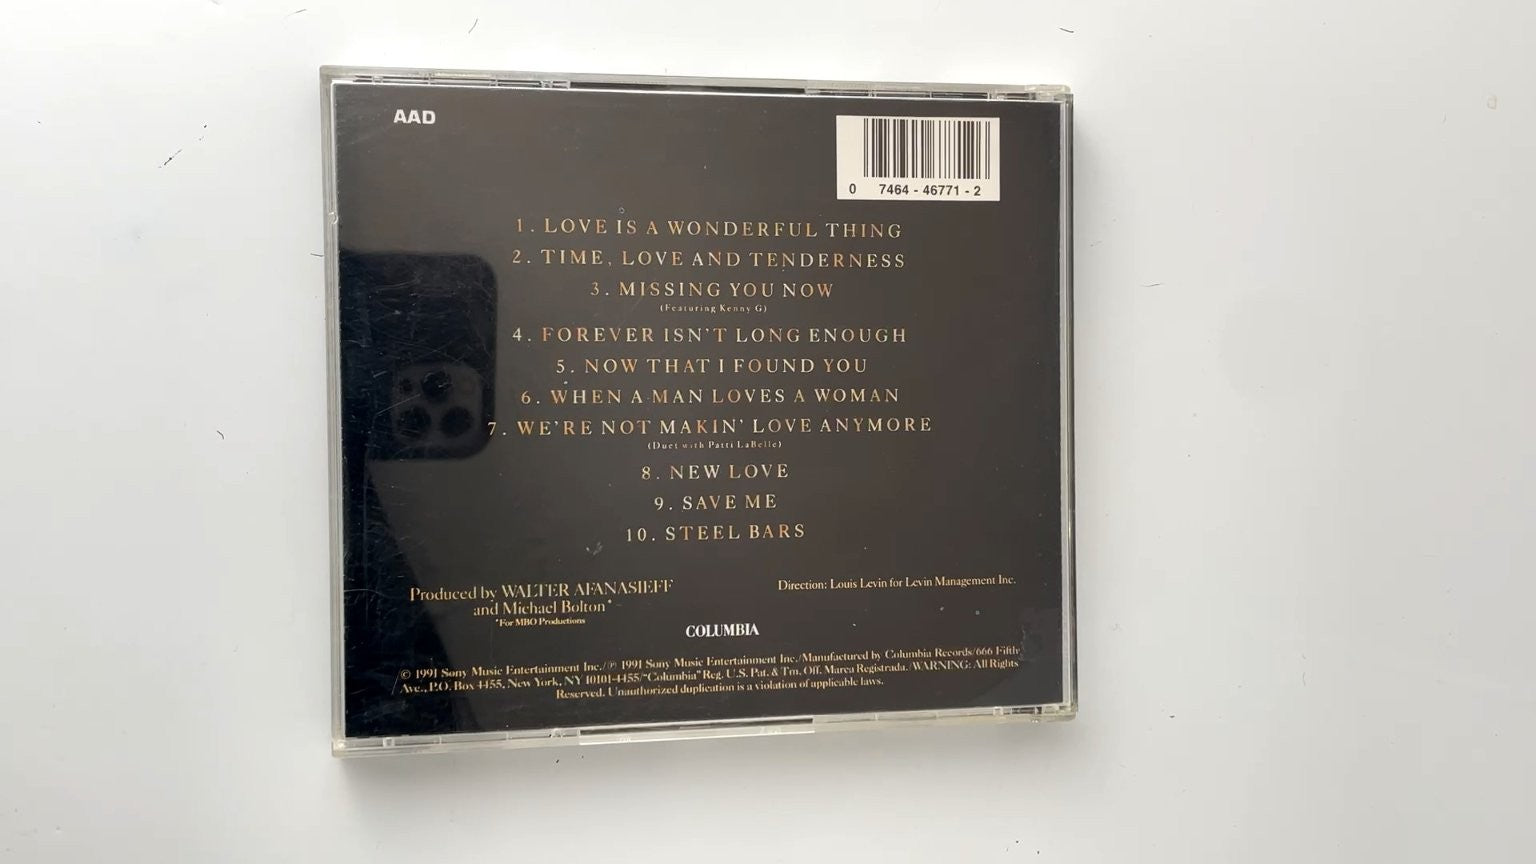 AAD
0 7464 - 46771 - 2
1. LOVE IS A WONDERFUL THING
2. TIME, LOVE AND TENDERNESS
3. MISSING YOU NOW
(Featuring Kenny G)
4. FOREVER ISN'T LONG ENOUGH
5. NOW THAT I FOUND YOU
6. WHEN A MAN LOVES A WOMAN
7. WE'RE NOT MAKIN' LOVE ANYMORE
(Duet with Patti LaBelle)
8. NEW LOVE
9. SAVE ME
10. STEEL BARS
Produced by WALTER AFANASIEFF
and Michael Bolton*
*For MBO Productions
Direction: Louis Levin for Levin Management Inc.
COLUMBIA
© 1991 Sony Music Entertainment Inc./℗ 1991 Sony Music Entertainment Inc./Manufactured by Columbia Records/666 Fifth
Ave., P.O. Box 4455, New York, NY 10101-4455/"Columbia" Reg. U.S. Pat. & Tm. Off. Marca Registrada./WARNING: All Rights
Reserved. Unauthorized duplication is a violation of applicable laws.